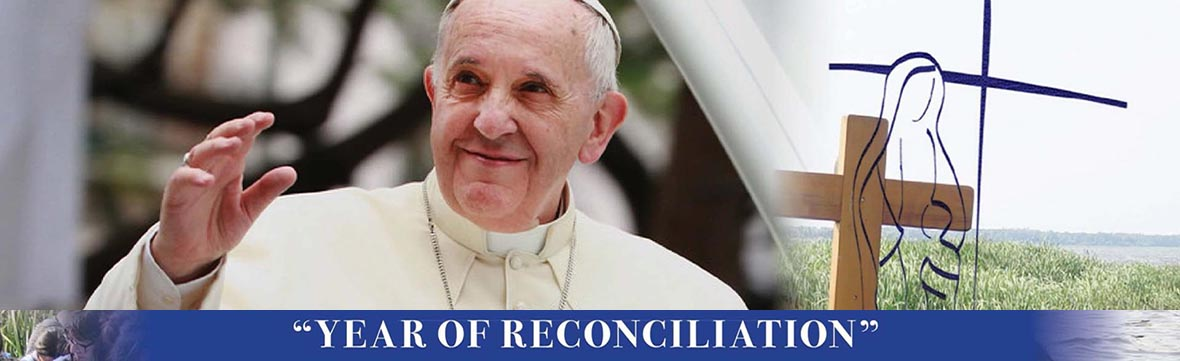 “YEAR OF RECONCILIATION”